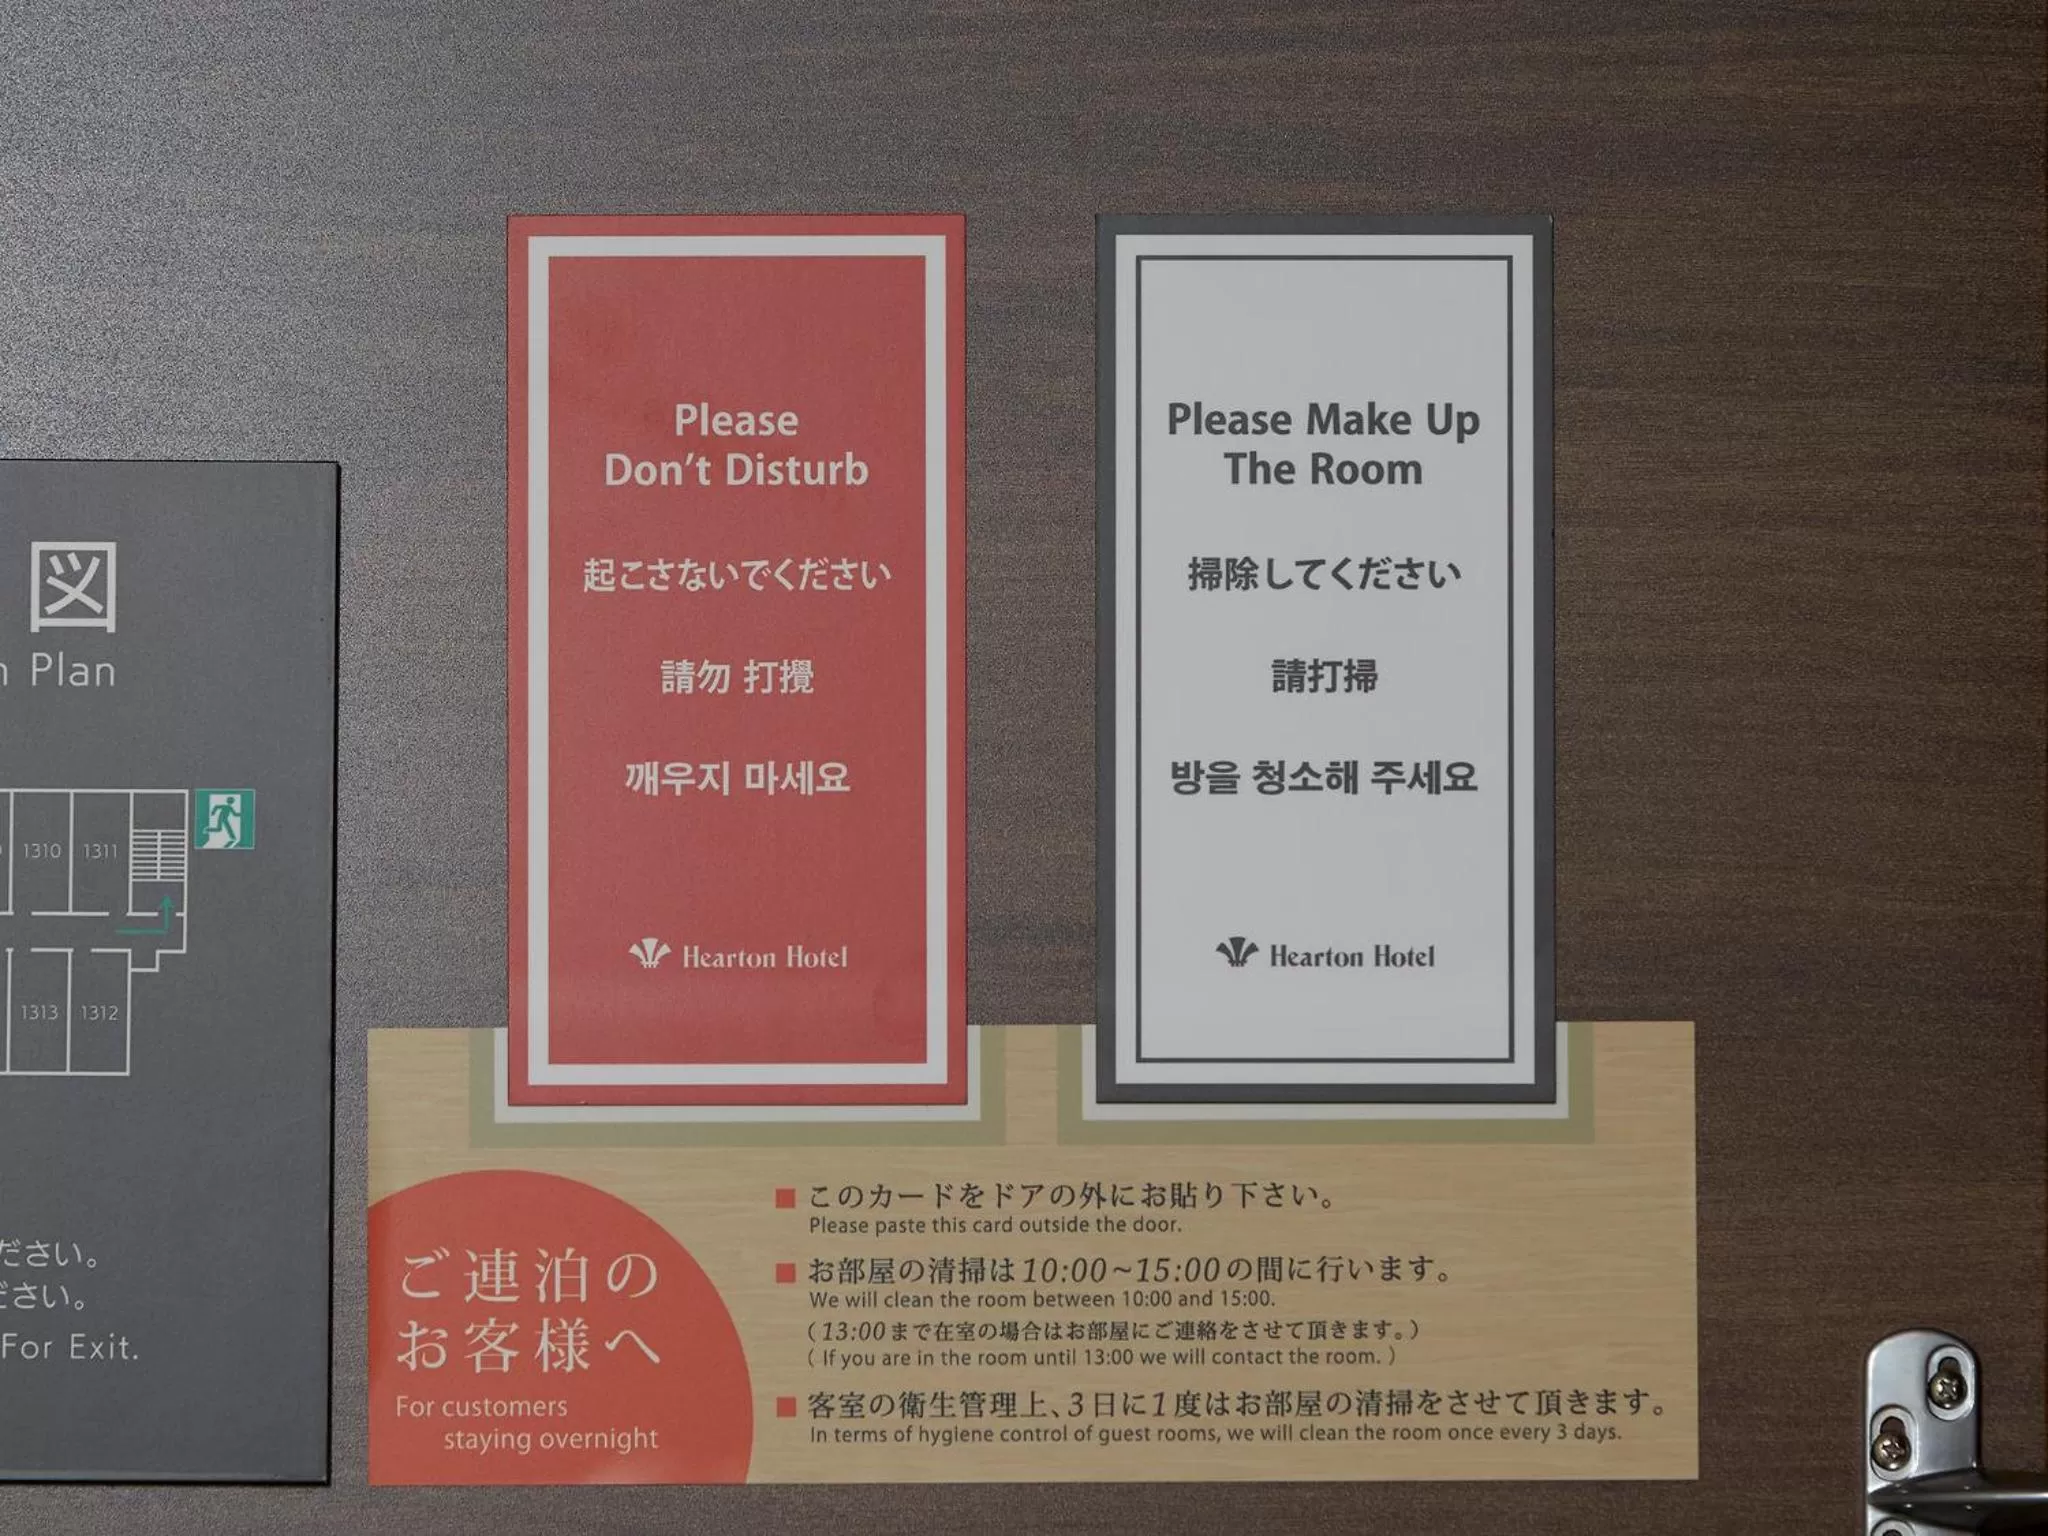 図
Plan
1310
1311
1313
1312
ださい。
ださい。
For Exit.
Please
Don't Disturb
起こさないでください
請勿 打攪
깨우지 마세요
Hearton Hotel
Please Make Up
The Room
掃除してください
請打掃
방을 청소해 주세요
Hearton Hotel
ご連泊の
お客様へ
For customers
staying overnight
■ このカードをドアの外にお貼り下さい。
Please paste this card outside the door.
■ お部屋の清掃は10:00~15:00の間に行います。
We will clean the room between 10:00 and 15:00.
(13:00まで在室の場合はお部屋にご連絡をさせて頂きます。)
( If you are in the room until 13:00 we will contact the room. )
■ 客室の衛生管理上、3日に1度はお部屋の清掃をさせて頂きます。
In terms of hygiene control of guest rooms, we will clean the room once every 3 days.